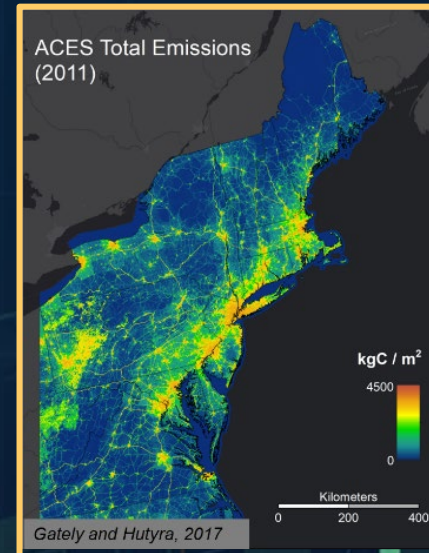 ACES Total Emissions
(2011)
kgC / m²
4500
0
Kilometers
0 200 400
Gately and Hutyra, 2017